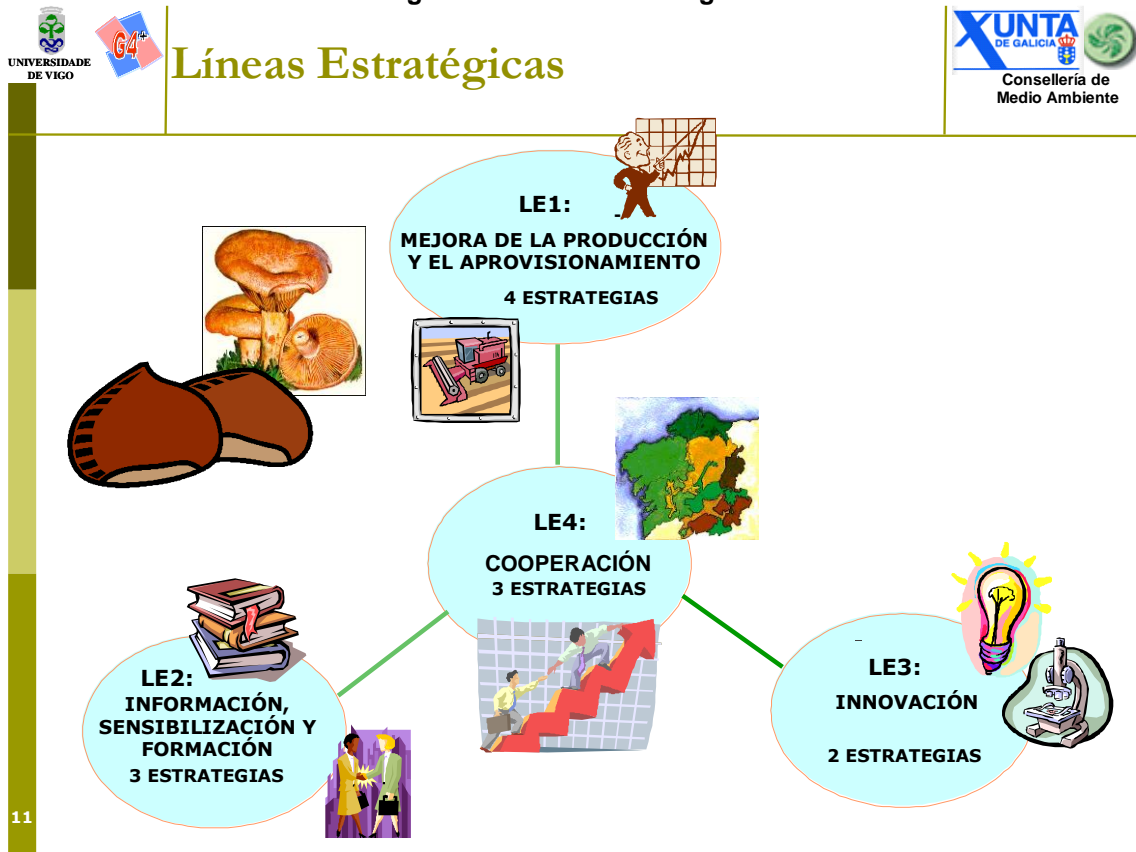 UNIVERSIDADE
DE VIGO
G4+
Líneas Estratégicas
XUNTA
DE GALICIA
Consellería de
Medio Ambiente
LE1:
MEJORA DE LA PRODUCCIÓN
Y EL APROVISIONAMIENTO
4 ESTRATEGIAS
LE4:
COOPERACIÓN
3 ESTRATEGIAS
LE2:
INFORMACIÓN,
SENSIBILIZACIÓN Y
FORMACIÓN
3 ESTRATEGIAS
LE3:
INNOVACIÓN
2 ESTRATEGIAS
11